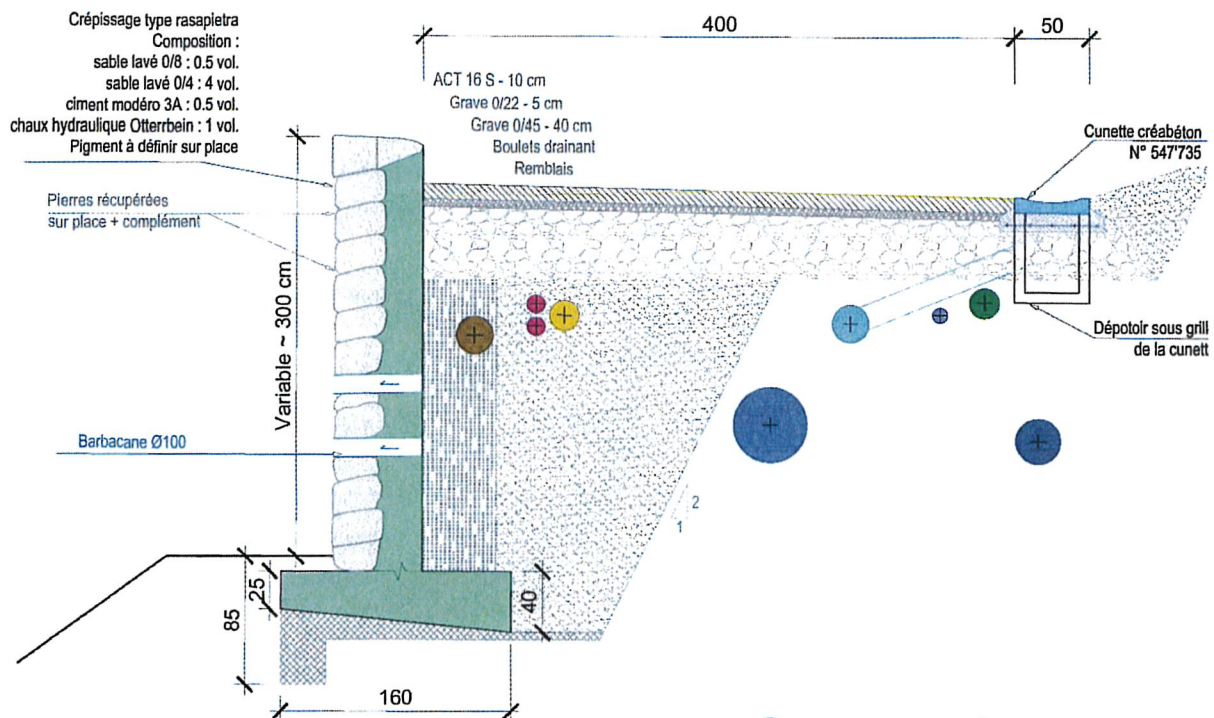 Crépissage type rasapietra
Composition :
sable lavé 0/8 : 0.5 vol.
sable lavé 0/4 : 4 vol.
ciment modéro 3A : 0.5 vol.
chaux hydraulique Otterrbein : 1 vol.
Pigment à définir sur place
Pierres récupérées
sur place + complément
Variable ~ 300 cm
Barbacane Ø100
400
50
ACT 16 S - 10 cm
Grave 0/22 - 5 cm
Grave 0/45 - 40 cm
Boulets drainant
Remblais
Cunette créabéton
N° 547'735
Dépotoir sous grill
de la cunett
2
1
25
85
40
160